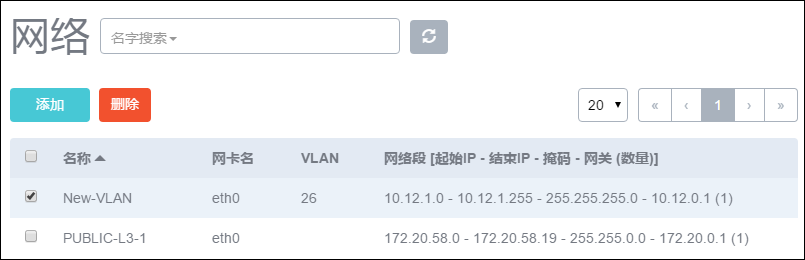 网络 名字搜索
添加 删除 20 « ‹ 1 › »
名称 网卡名 VLAN 网络段 [起始IP - 结束IP - 掩码 - 网关 (数量)]
New-VLAN eth0 26 10.12.1.0 - 10.12.1.255 - 255.255.255.0 - 10.12.0.1 (1)
PUBLIC-L3-1 eth0 172.20.58.0 - 172.20.58.19 - 255.255.0.0 - 172.20.0.1 (1)